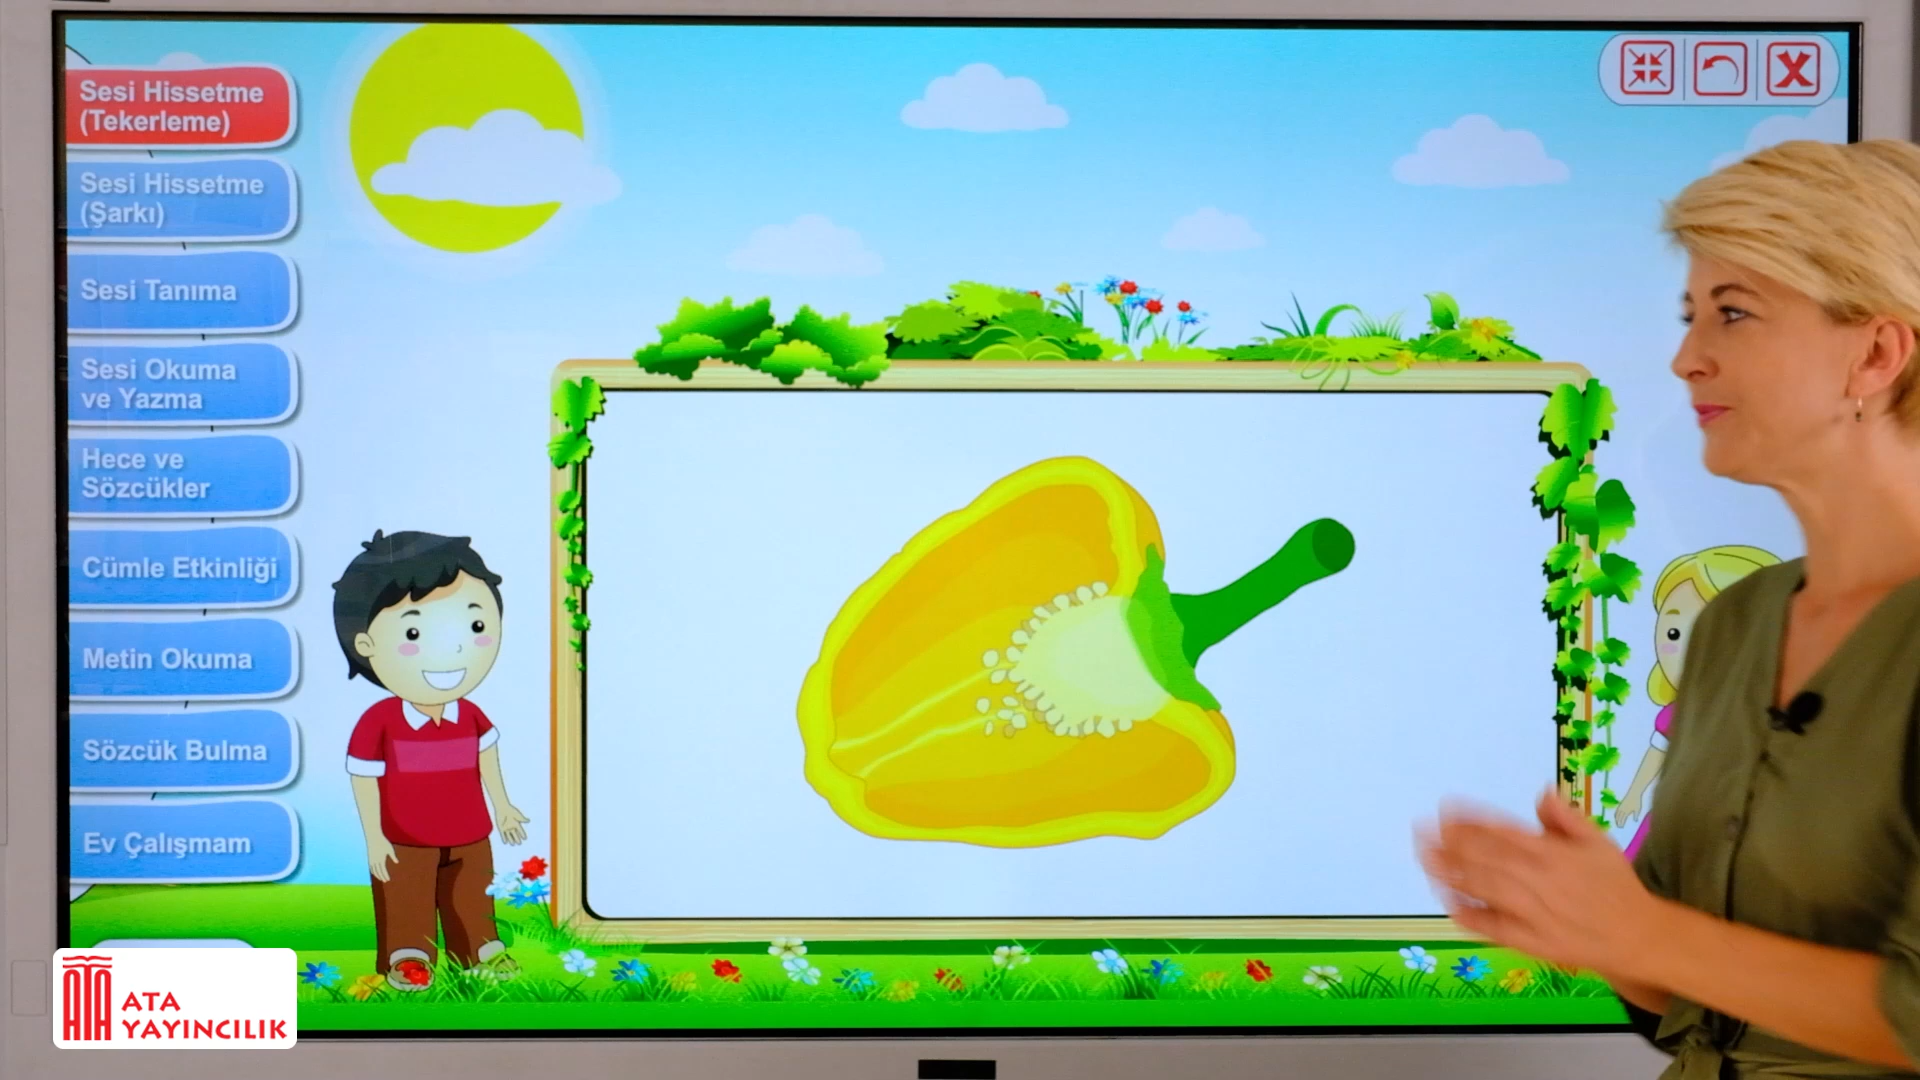 Sesi Hissetme
(Tekerleme)
Sesi Hissetme
(Şarkı)
Sesi Tanıma
Sesi Okuma
ve Yazma
Hece ve
Sözcükler
Cümle Etkinliği
Metin Okuma
Sözcük Bulma
Ev Çalışmam
ATA
ATA
YAYINCILIK